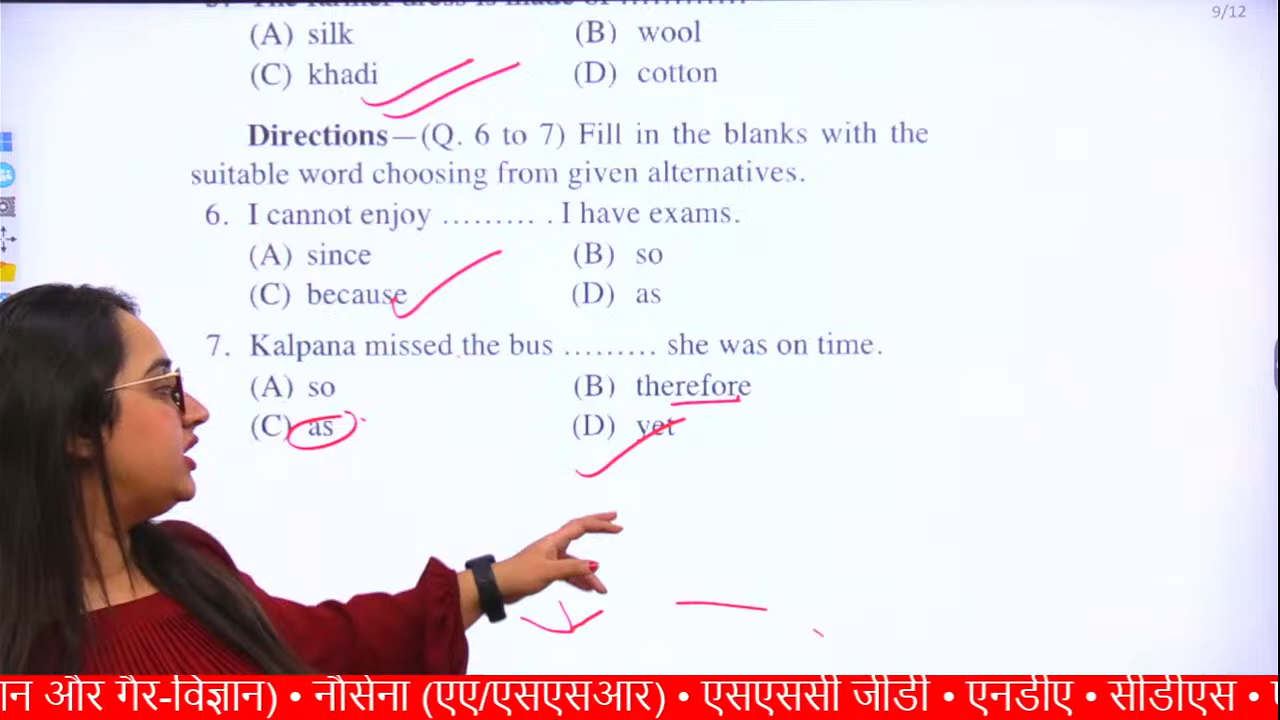 9/12
(A) silk (B) wool
(C) khadi (D) cotton
Directions—(Q. 6 to 7) Fill in the blanks with the
suitable word choosing from given alternatives.
6. I cannot enjoy ......... . I have exams.
(A) since (B) so
(C) because (D) as
7. Kalpana missed the bus ......... she was on time.
(A) so (B) therefore
(C) as (D) yet
और गैर-विज्ञान) • नौसेना (एए/एसएसआर) • एसएससी जीडी • एनडीए • सीडीएस •